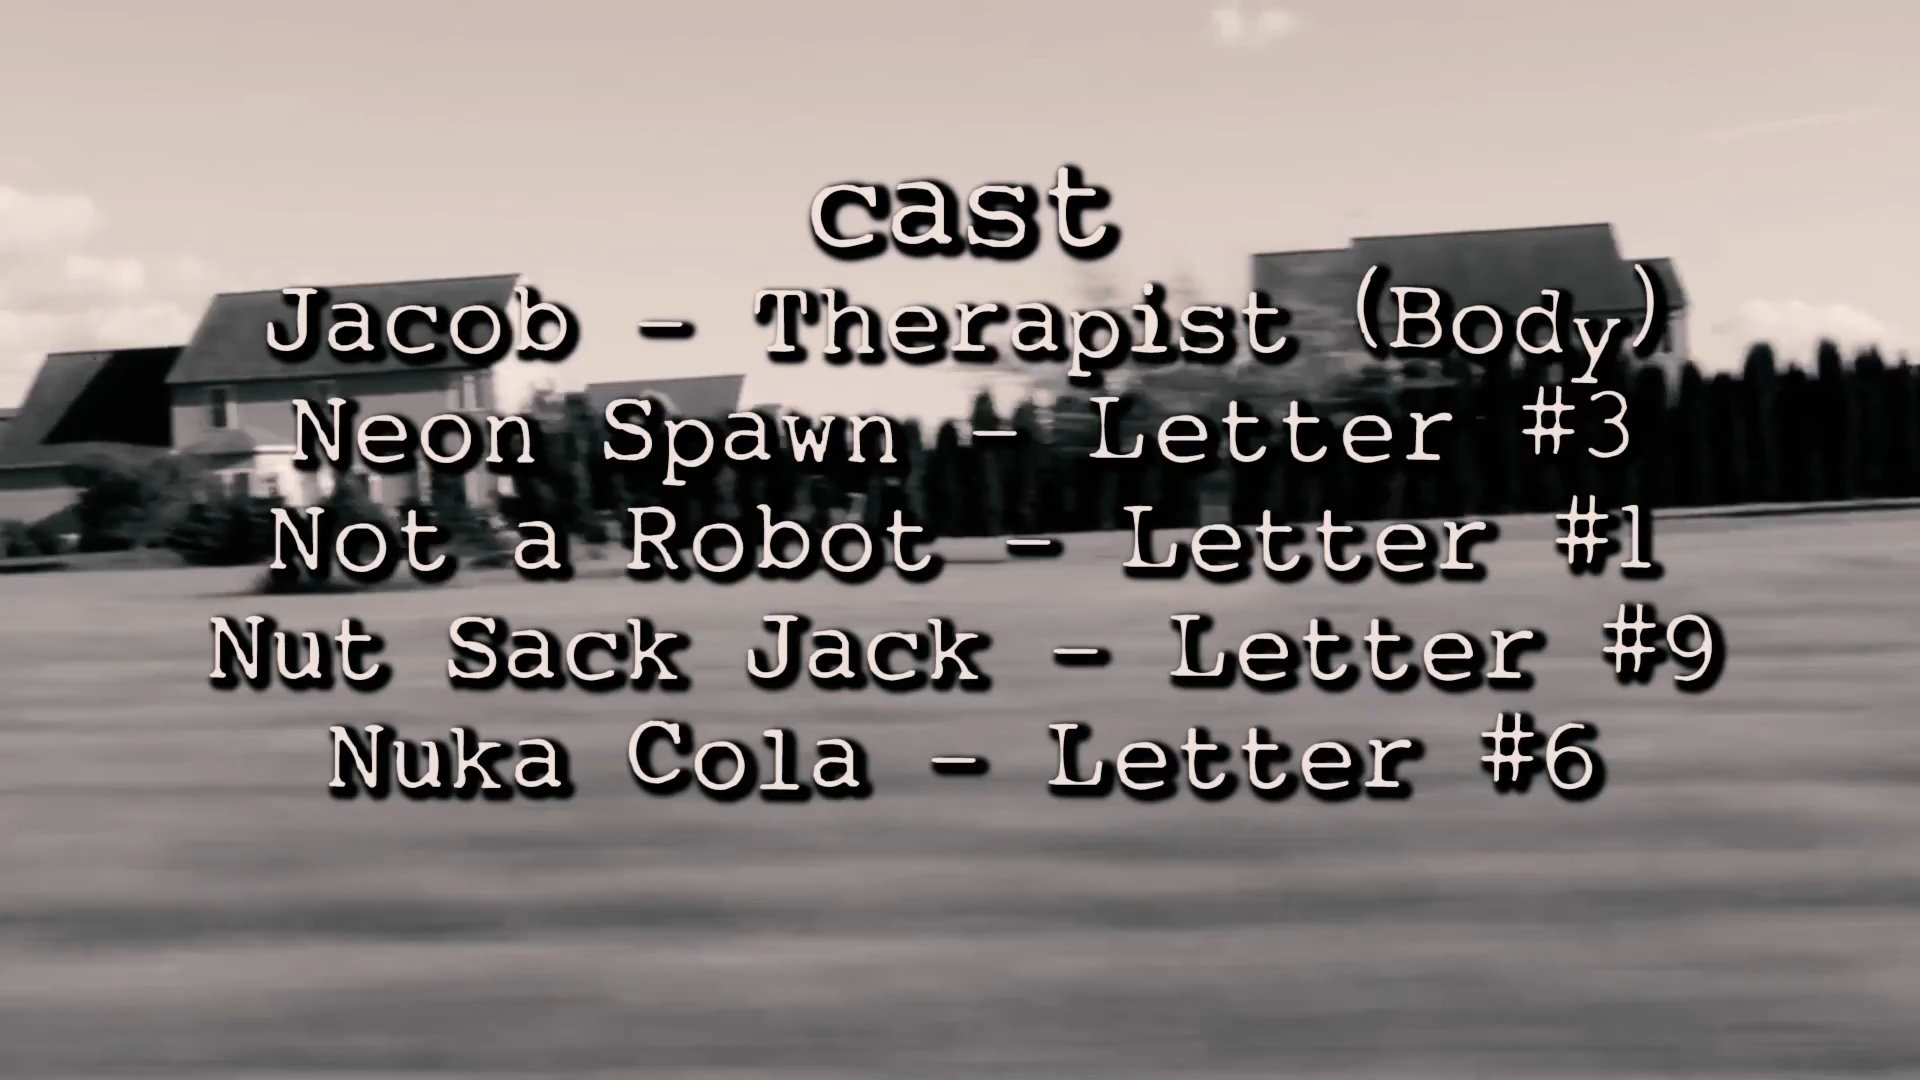 cast
Jacob - Therapist (Body)
Neon Spawn - Letter #3
Not a Robot - Letter #1
Nut Sack Jack - Letter #9
Nuka Cola - Letter #6